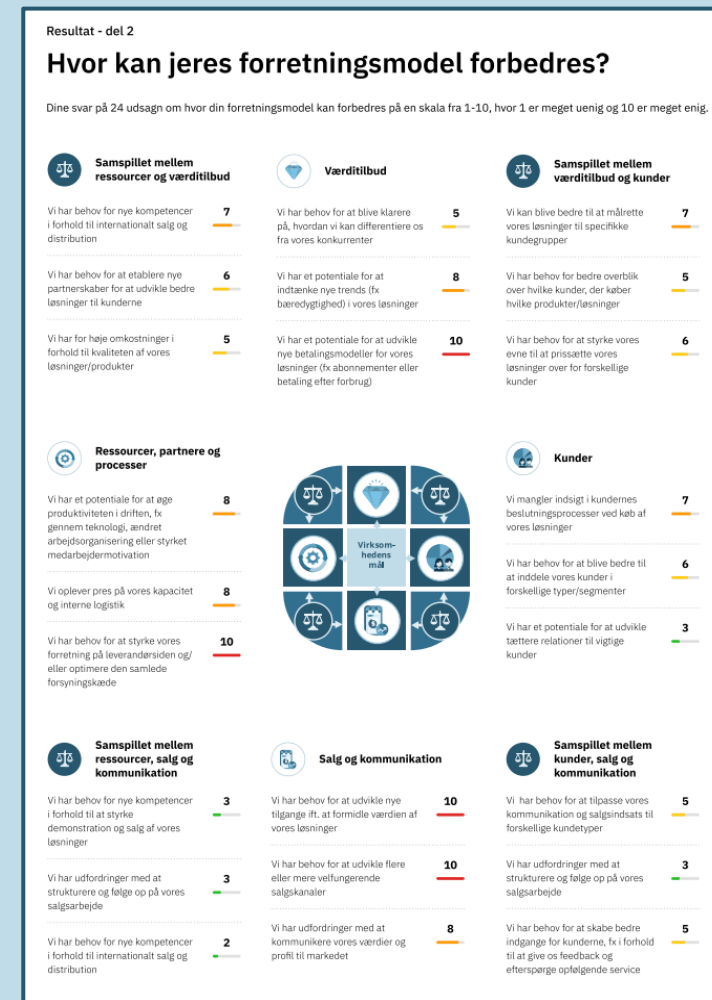 Resultat - del 2
Hvor kan jeres forretningsmodel forbedres?
Dine svar på 24 udsagn om hvor din forretningsmodel kan forbedres på en skala fra 1-10, hvor 1 er meget uenig og 10 er meget enig.
Samspillet mellem
ressourcer og værditilbud
Vi har behov for nye kompetencer
i forhold til internationalt salg og
distribution
7
Vi har behov for at etablere nye
partnerskaber for at udvikle bedre
løsninger til kunderne
6
Vi har for høje omkostninger i
forhold til kvaliteten af vores
løsninger/produkter
5
Værditilbud
Vi har behov for at blive klarere
på, hvordan vi kan differentiere os
fra vores konkurrenter
5
Vi har et potentiale for at
indtænke nye trends (fx
bæredygtighed) i vores løsninger
8
Vi har et potentiale for at udvikle
nye betalingsmodeller for vores
løsninger (fx abonnementer eller
betaling efter forbrug)
10
Samspillet mellem
værditilbud og kunder
Vi kan blive bedre til at målrette
vores løsninger til specifikke
kundegrupper
7
Vi har behov for bedre overblik
over hvilke kunder, der køber
hvilke produkter/løsninger
5
Vi har behov for at styrke vores
evne til at prissætte vores
løsninger over for forskellige
kunder
6
Ressourcer, partnere og
processer
Vi har et potentiale for at øge
produktiviteten i driften, fx
gennem teknologi, ændret
arbejdsorganisering eller styrket
medarbejdermotivation
8
Vi oplever pres på vores kapacitet
og interne logistik
8
Vi har behov for at styrke vores
forretning på leverandørsiden og/
eller optimere den samlede
forsyningskæde
10
Virksom-
hedens
mål
Kunder
Vi mangler indsigt i kundernes
beslutningsprocesser ved køb af
vores løsninger
7
Vi har behov for at blive bedre til
at inddele vores kunder i
forskellige typer/segmenter
6
Vi har et potentiale for at udvikle
tættere relationer til vigtige
kunder
3
Samspillet mellem
ressourcer, salg og
kommunikation
Vi har behov for nye kompetencer
i forhold til at styrke
demonstration og salg af vores
løsninger
3
Vi har udfordringer med at
strukturere og følge op på vores
salgsarbejde
3
Vi har behov for nye kompetencer
i forhold til internationalt salg og
distribution
2
Salg og kommunikation
Vi har behov for at udvikle nye
tilgange ift. at formidle værdien af
vores løsninger
10
Vi har behov for at udvikle flere
eller mere velfungerende
salgskanaler
10
Vi har udfordringer med at
kommunikere vores værdier og
profil til markedet
8
Samspillet mellem
kunder, salg og
kommunikation
Vi har behov for at tilpasse vores
kommunikation og salgsindsats til
forskellige kundetyper
5
Vi har udfordringer med at
strukturere og følge op på vores
salgsarbejde
3
Vi har behov for at skabe bedre
indgange for kunderne, fx i forhold
til at give os feedback og
efterspørge opfølgende service
5